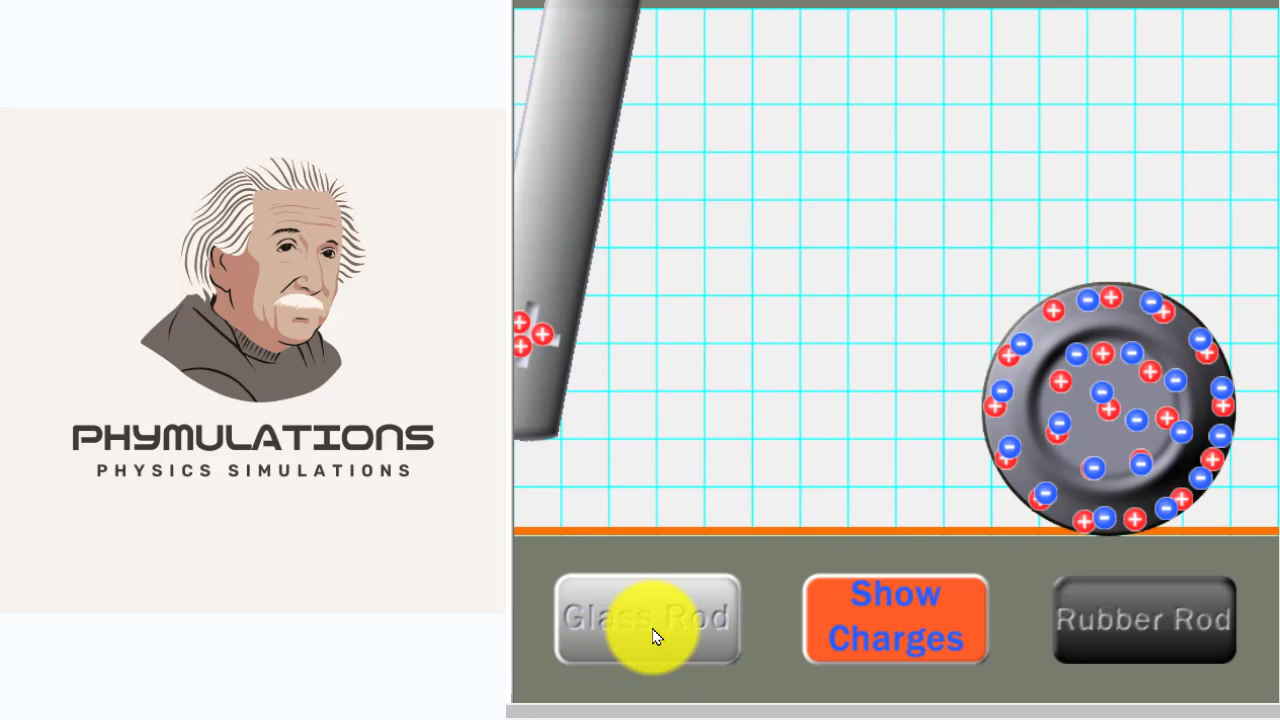 PHYMULATIONS
PHYSICS SIMULATIONS
Glass Rod
Show
Charges
Rubber Rod